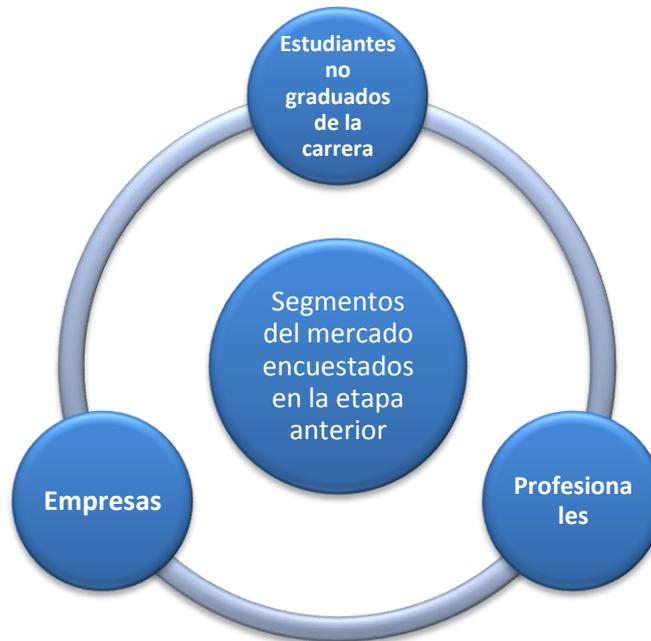 Estudiantes
no
graduados
de la
carrera
Segmentos
del mercado
encuestados
en la etapa
anterior
Empresas
Profesiona
les